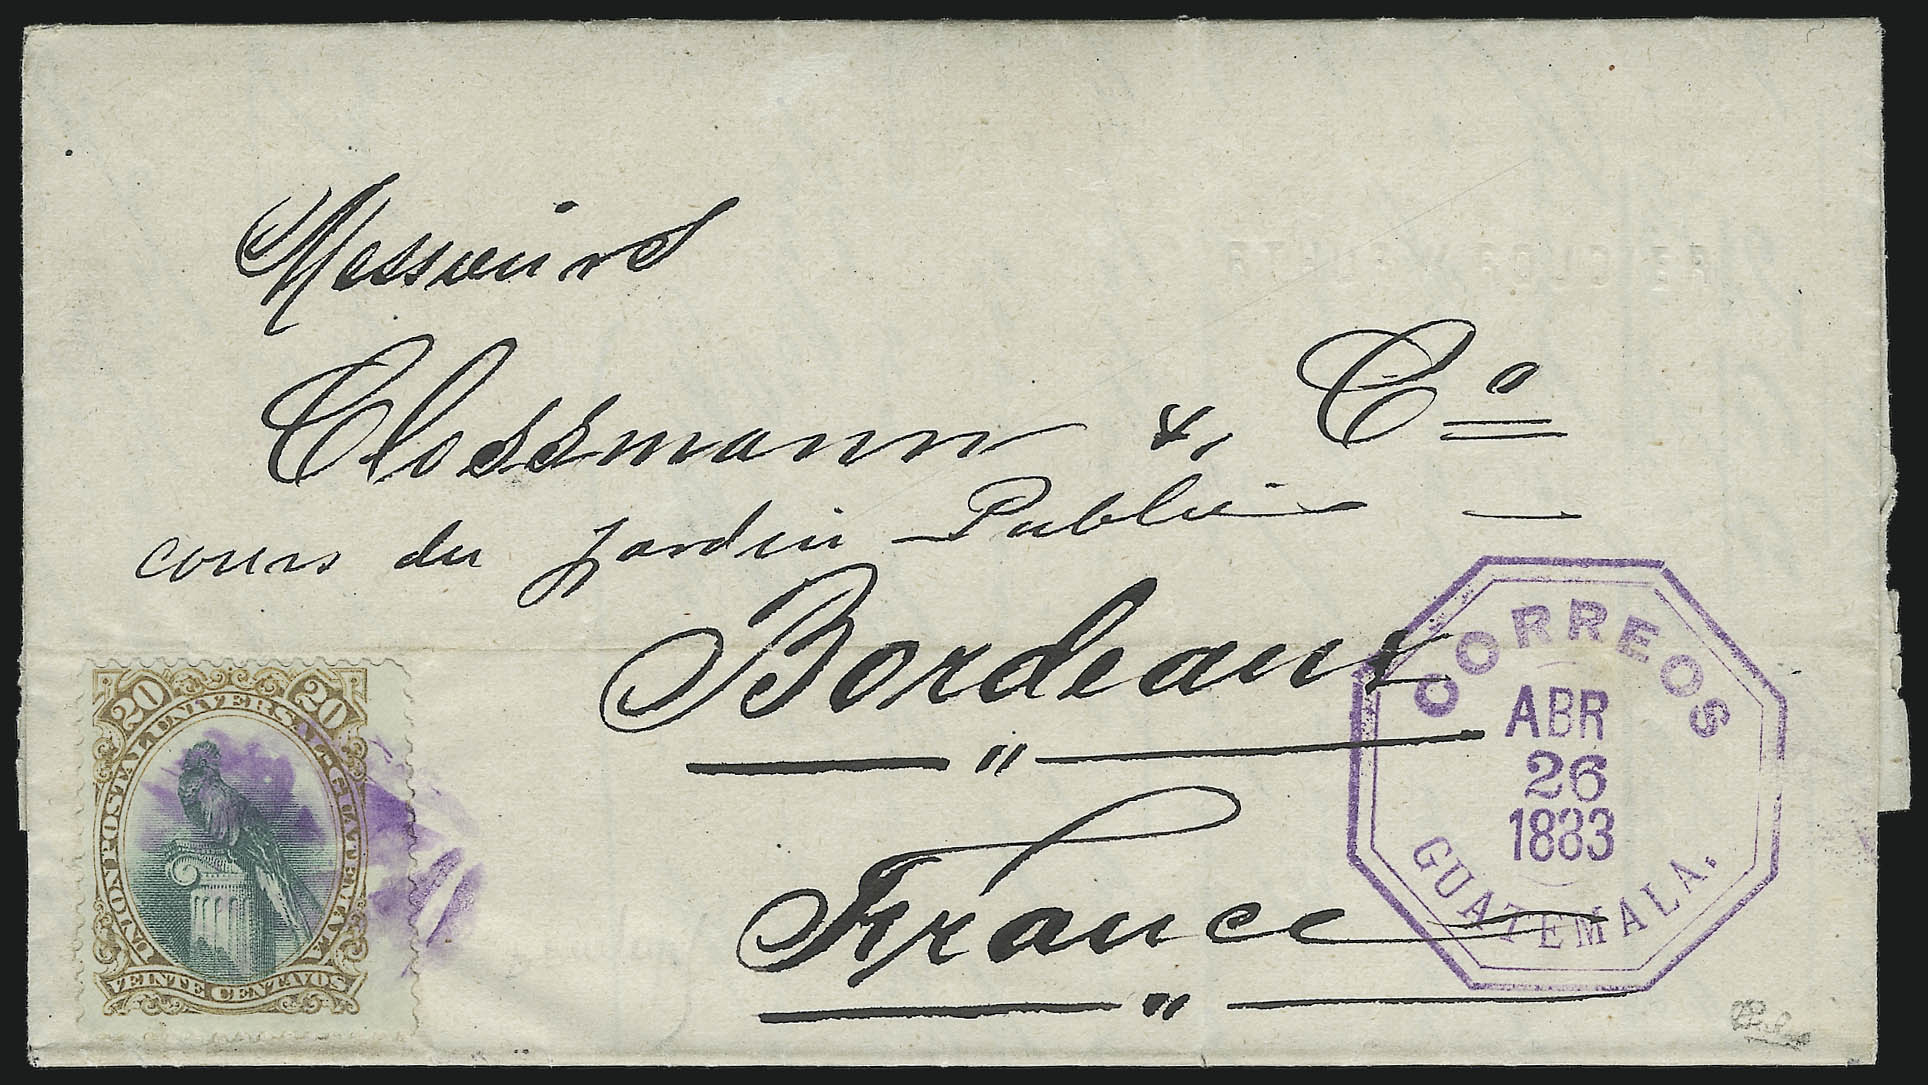 Messieurs
Clossmann &, Cº
cours du Jardin Public
Bordeaux
"
France
"
20 20
UNION POSTAL UNIVERSAL·GUATEMALA
VEINTE CENTAVOS
CORREOS
ABR
26
1883
GUATEMALA.